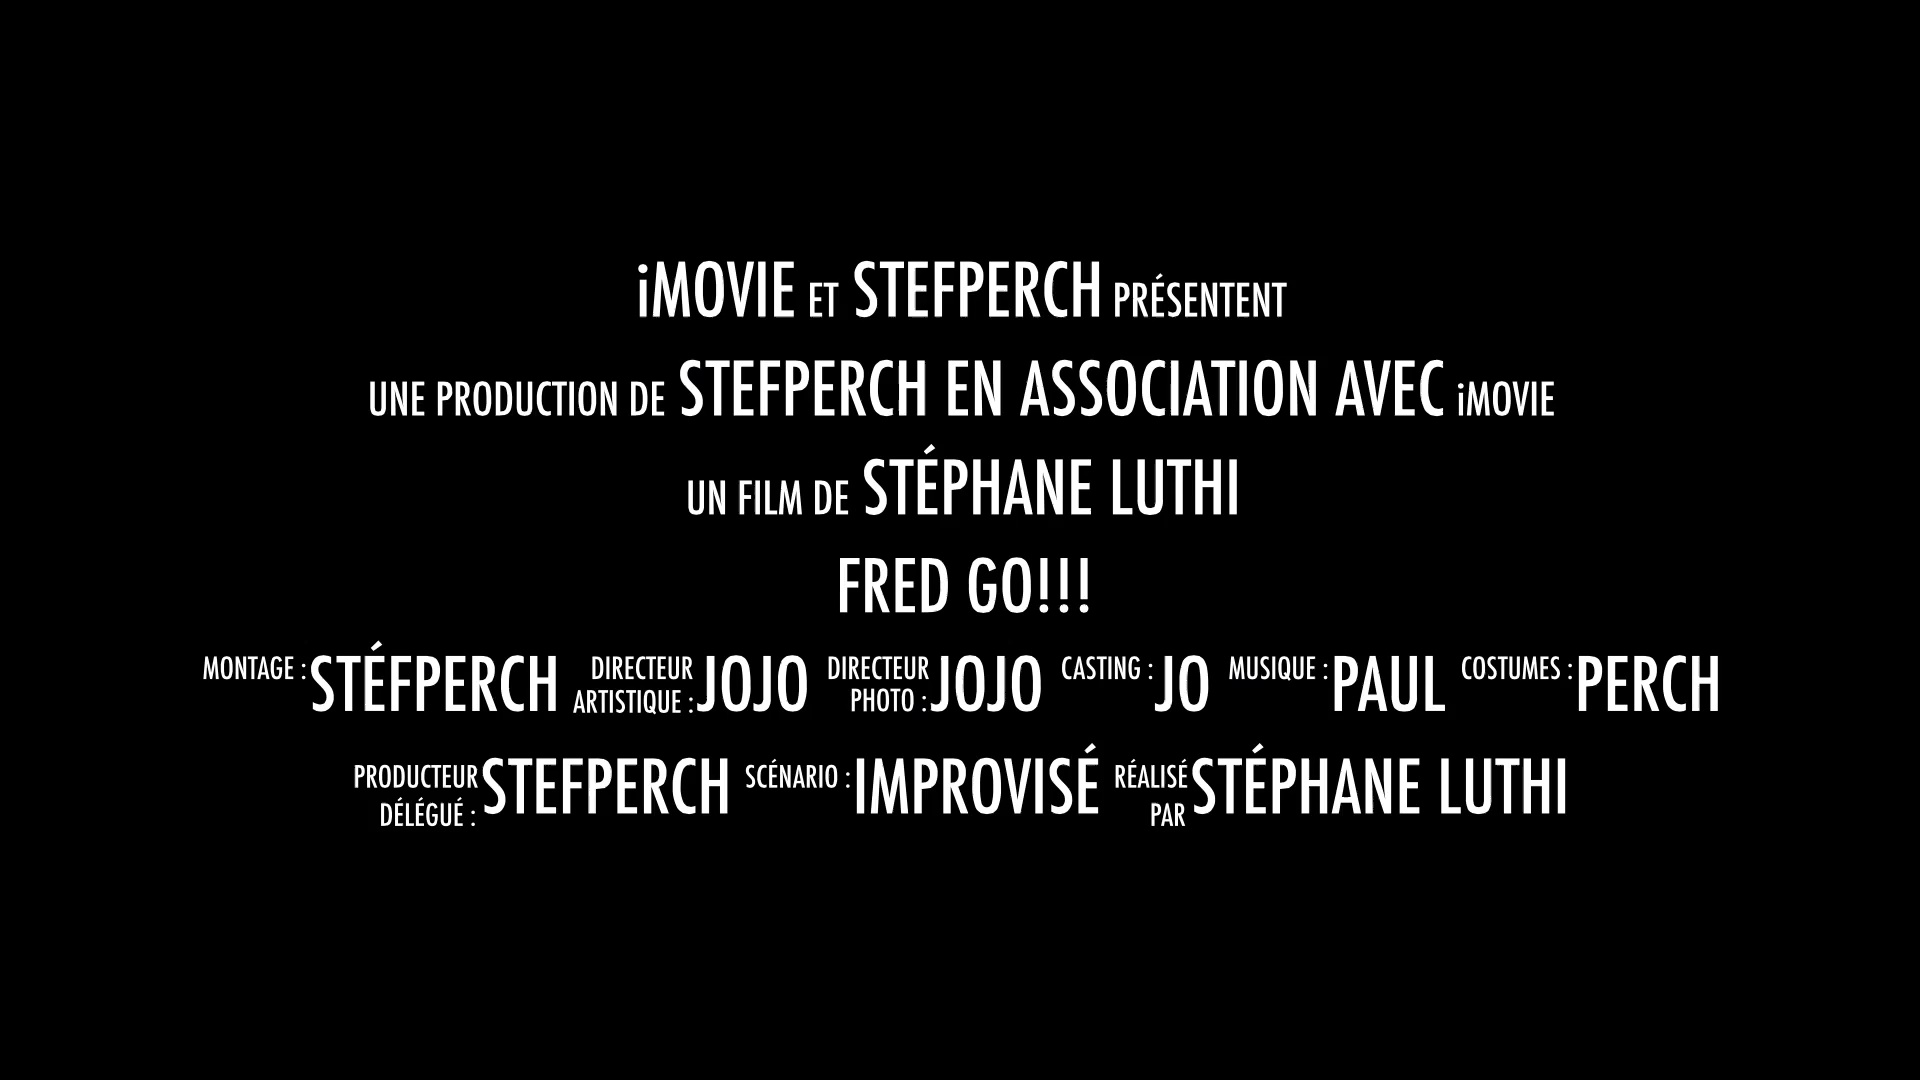 iMOVIE ET STEFPERCH PRÉSENTENT
UNE PRODUCTION DE STEFPERCH EN ASSOCIATION AVEC iMOVIE
UN FILM DE STÉPHANE LUTHI
FRED GO!!!
MONTAGE : STÉFPERCH DIRECTEUR ARTISTIQUE : JOJO DIRECTEUR PHOTO : JOJO CASTING : JO MUSIQUE : PAUL COSTUMES : PERCH
PRODUCTEUR DÉLÉGUÉ : STEFPERCH SCÉNARIO : IMPROVISÉ RÉALISÉ PAR STÉPHANE LUTHI